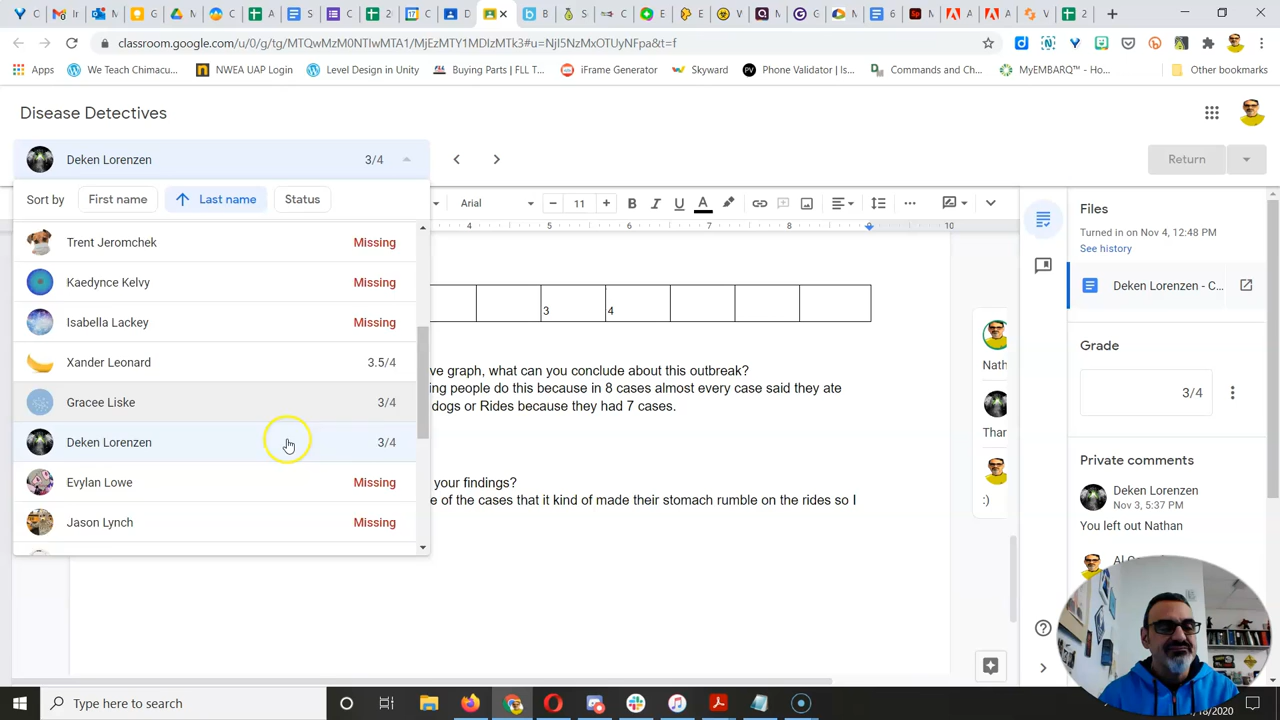 classroom.google.com/u/0/g/tg/MTQwMzM0NTIwMTA1/MjEzMTY1MDIzMTk3#u=NjI5NzMxOTUyNFpa&t=f
Apps We Teach Chimacu... NWEA UAP Login Level Design in Unity Buying Parts | FLL T... iFrame Generator Skyward Phone Validator | Is... Commands and Ch... MyEMBARQ™ - Ho... Other bookmarks
Disease Detectives
Deken Lorenzen 3/4
Return
Sort by First name Last name Status
Arial 11
Files
Turned in on Nov 4, 12:48 PM
See history
4 5 6 7 8 10
Trent Jeromchek Missing
Kaedynce Kelvy Missing
Deken Lorenzen - C...
3 4
Isabella Lackey Missing
Grade
Xander Leonard 3.5/4
ve graph, what can you conclude about this outbreak?
Nath
ing people do this because in 8 cases almost every case said they ate
3/4
Gracee Liske 3/4
dogs or Rides because they had 7 cases.
Deken Lorenzen 3/4
Than
Private comments
Evylan Lowe Missing
your findings?
Deken Lorenzen
Nov 3, 5:37 PM
e of the cases that it kind of made their stomach rumble on the rides so I
:)
Jason Lynch Missing
You left out Nathan
Type here to search
/2020